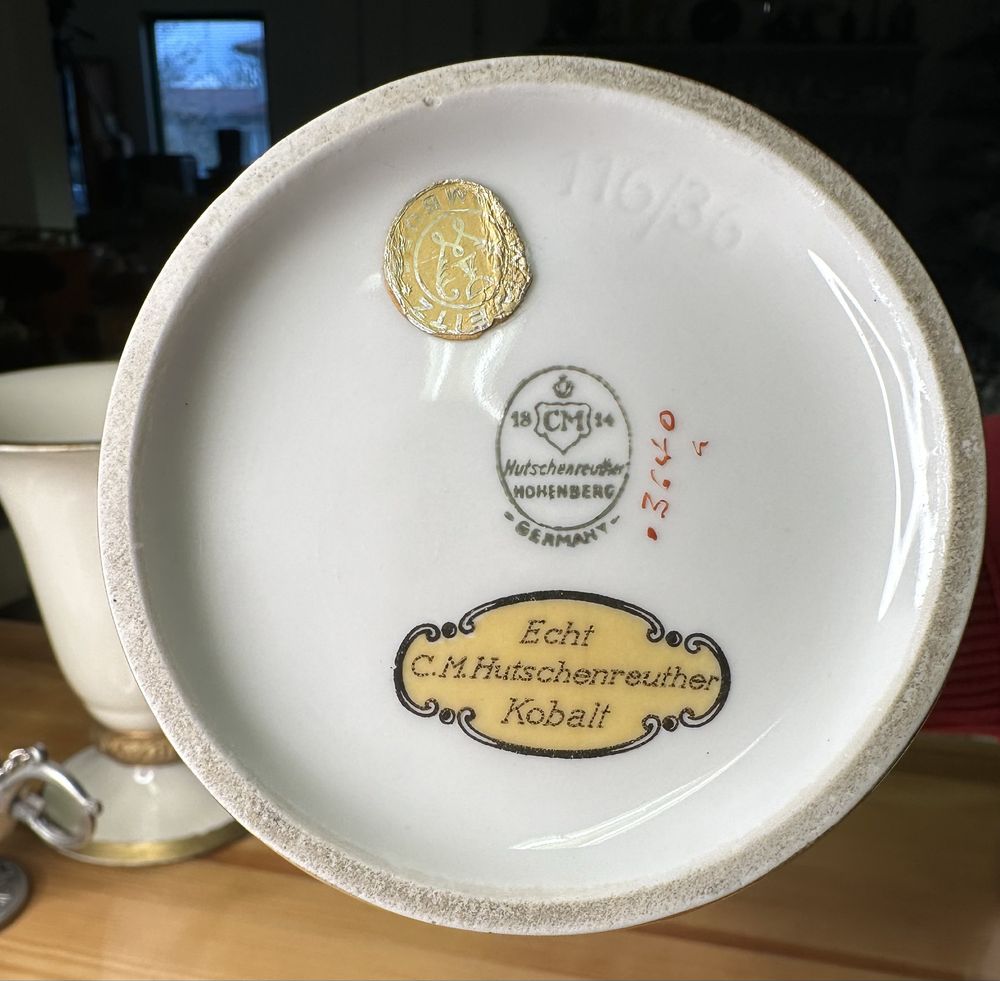 116/36
18 CM 14
Hutschenreuther
HOHENBERG
- GERMANY -
Echt
C.M.Hutschenreuther
Kobalt